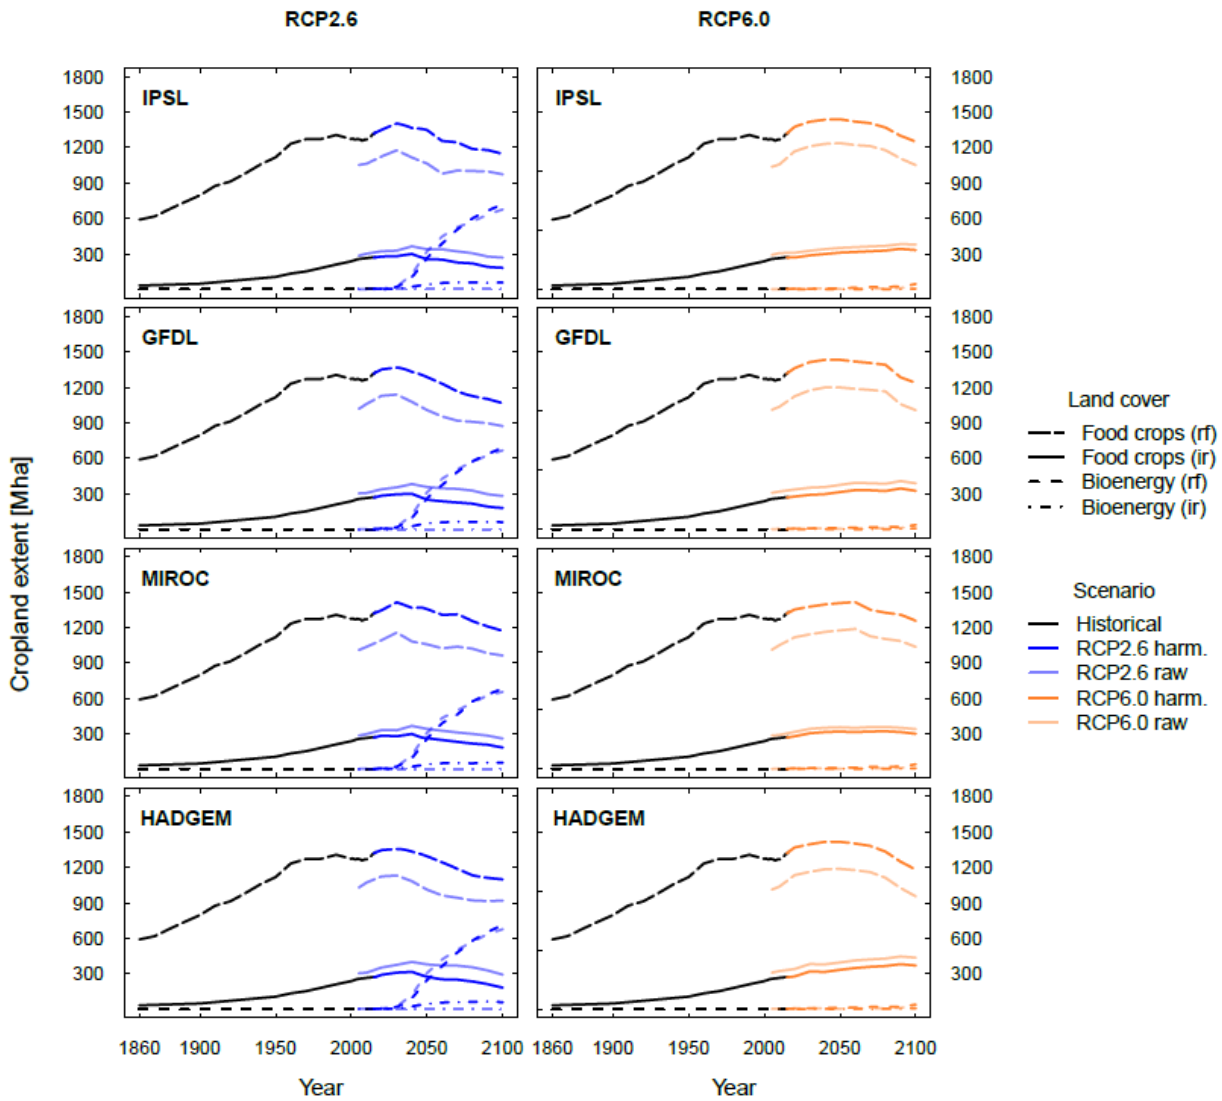 RCP2.6
RCP6.0
1800
1500
1200
900
600
300
IPSL
IPSL
1800
1500
1200
900
600
300
1800
1500
1200
900
600
300
GFDL
GFDL
1800
1500
1200
900
600
300
1800
1500
1200
900
600
300
MIROC
MIROC
1800
1500
1200
900
600
300
1800
1500
1200
900
600
300
HADGEM
HADGEM
1800
1500
1200
900
600
300
1860 1900 1950 2000 2050 2100
1860 1900 1950 2000 2050 2100
Year
Year
Cropland extent [Mha]
Land cover
Food crops (rf)
Food crops (ir)
Bioenergy (rf)
Bioenergy (ir)
Scenario
Historical
RCP2.6 harm.
RCP2.6 raw
RCP6.0 harm.
RCP6.0 raw